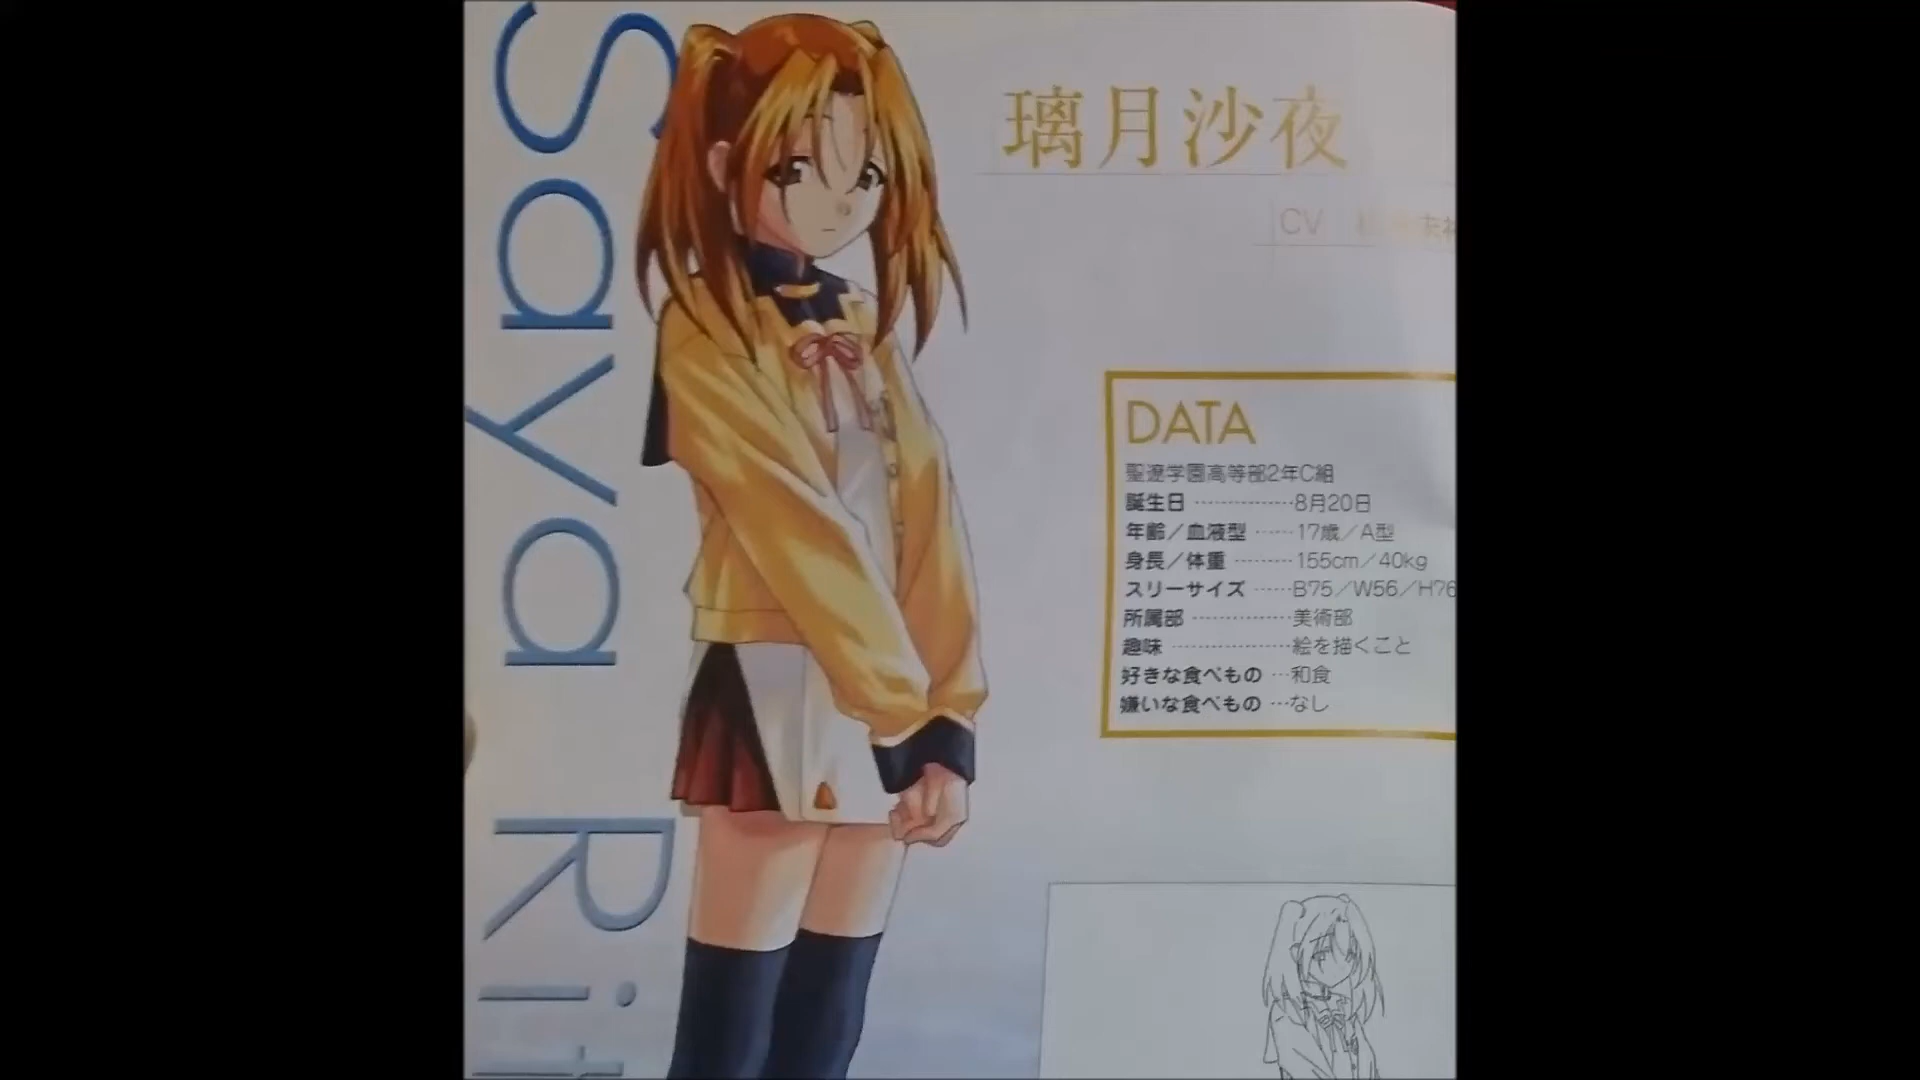 Saya Rit
璃月沙夜
CV
DATA
聖遼学園高等部2年C組
誕生日 ……………8月20日
年齢／血液型 ……17歳／A型
身長／体重 ………155cm／40kg
スリーサイズ ……B75／W56／H76
所属部 ……………美術部
趣味 ………………絵を描くこと
好きな食べもの …和食
嫌いな食べもの …なし